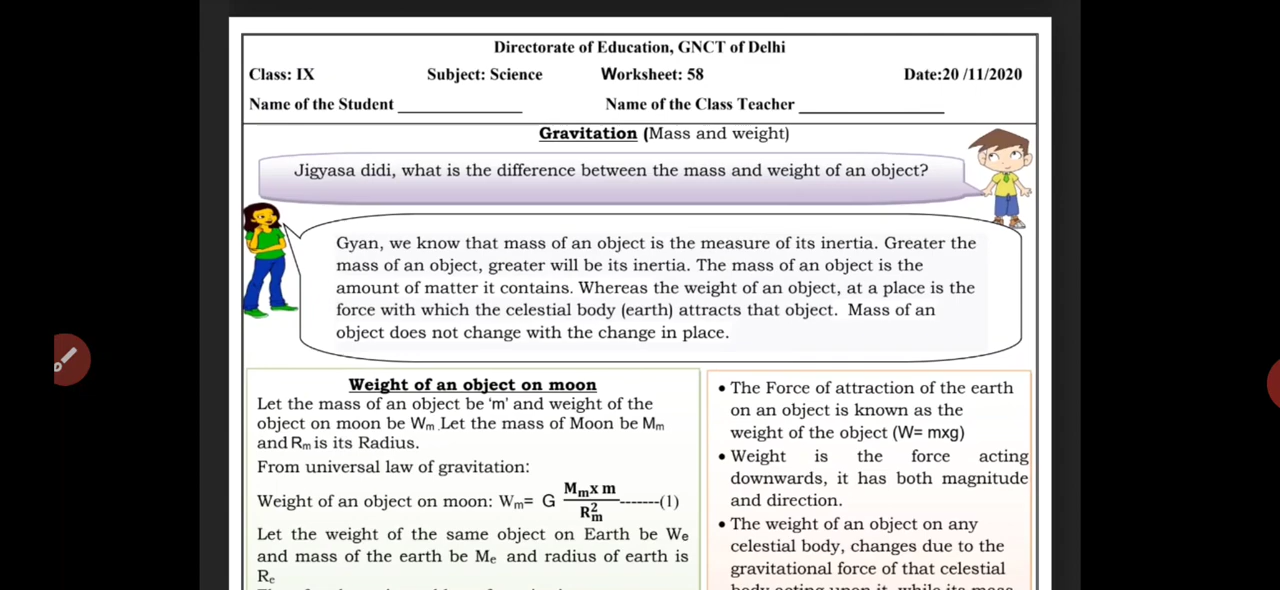 Directorate of Education, GNCT of Delhi
Class: IX Subject: Science Worksheet: 58 Date:20 /11/2020
Name of the Student ______________ Name of the Class Teacher ________________
Gravitation (Mass and weight)
Jigyasa didi, what is the difference between the mass and weight of an object?
Gyan, we know that mass of an object is the measure of its inertia. Greater the
mass of an object, greater will be its inertia. The mass of an object is the
amount of matter it contains. Whereas the weight of an object, at a place is the
force with which the celestial body (earth) attracts that object. Mass of an
object does not change with the change in place.
Weight of an object on moon
Let the mass of an object be 'm' and weight of the
object on moon be Wm .Let the mass of Moon be Mm
and Rm is its Radius.
From universal law of gravitation:
Weight of an object on moon: Wm= G Mm x m / R²m -------(1)
Let the weight of the same object on Earth be We
and mass of the earth be Me and radius of earth is
Re
• The Force of attraction of the earth
on an object is known as the
weight of the object (W= mxg)
• Weight is the force acting
downwards, it has both magnitude
and direction.
• The weight of an object on any
celestial body, changes due to the
gravitational force of that celestial
body acting upon it, while its mass